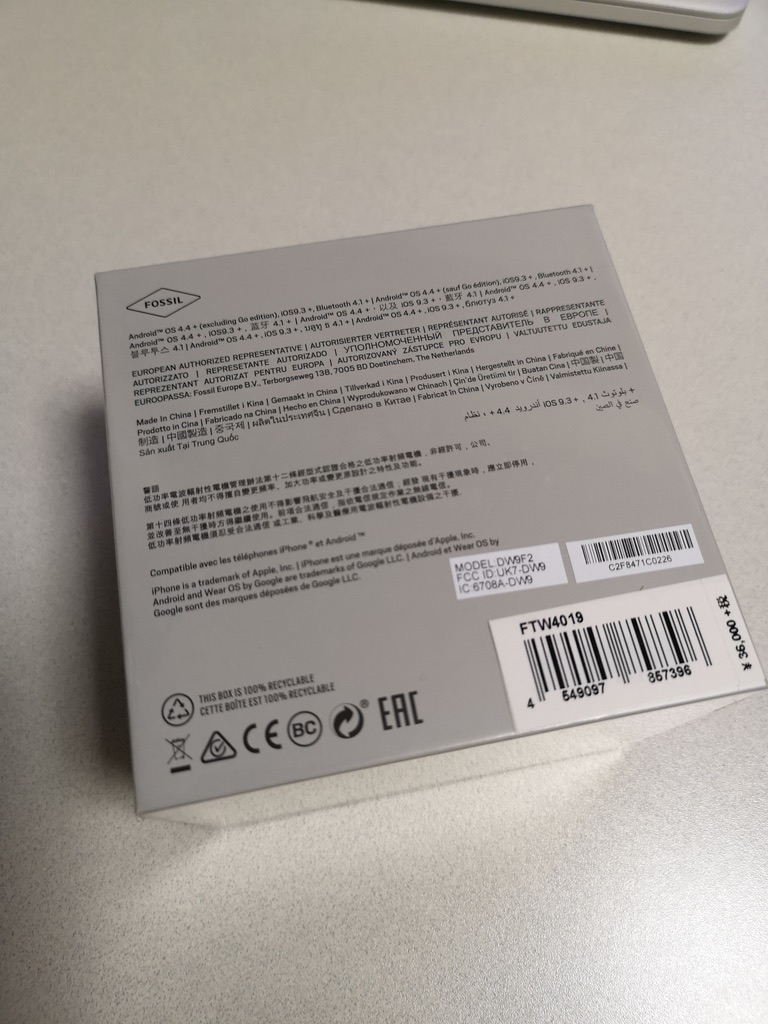 FOSSIL
Android™ OS 4.4 + (excluding Go edition), iOS9.3 +, Bluetooth 4.1 + | Android™ OS 4.4 + (sauf Go édition), iOS9.3 +, Bluetooth 4.1 + |
Android™ OS 4.4 + , iOS9.3 + , 蓝牙 4.1 + | Android™ OS 4.4 + , 以及 iOS 9.3 + , 藍牙 4.1 | Android™ OS 4.4 + , iOS 9.3 + ,
블루투스 4.1 | Android™ OS 4.4 + , iOS 9.3 + , 4.1 + | Android™ OS 4.4 + , iOS 9.3 + , блютуз 4.1 +
EUROPEAN AUTHORIZED REPRESENTATIVE | AUTORISIERTER VERTRETER | REPRÉSENTANT AUTORISÉ | RAPPRESENTANTE
AUTORIZZATO | REPRESETANTE AUTORIZADO | УПОЛНОМОЧЕННЫЙ ПРЕДСТАВИТЕЛЬ В ЕВРОПЕ |
REPREZENTANT AUTORIZAT PENTRU EUROPA | AUTORIZOVANÝ ZÁSTUPCE PRO EVROPU | VALTUUTETTU EDUSTAJA
EUROOPASSA: Fossil Europe B.V., Terborgseweg 138, 7005 BD Doetinchem, The Netherlands
Made In China | Fremstillet i Kina | Gemaakt in China | Tillverkad i Kina | Produsert i Kina | Hergestellt in China | Fabriqué en Chine |
Prodotto in Cina | Fabricado na China | Hecho en China | Wyprodukowano w Chinach | Çin'de Üretiimi tir | Buatan Cina | 中国製 | 中国
制造 | 中國製造 | 중국제 | ผลิตในประเทศจีน | Сделано в Китае | Fabricat în China | Vyrobeno v Číně | Valmistettu Kiinassa |
Sản xuất Tại Trung Quốc
+ بلوتوث 4.1 , + iOS 9.3 أندرويد 4.4 + ، نظام
صنع في الصين
警語
低功率電波輻射性電機管理辦法第十二條經型式認證合格之低功率射頻電機，非經許可，公司、
商號或使 用者均不得擅自變更頻率、加大功率或變更原設計之特性及功能。
第十四條低功率射頻電機之使用不得影響飛航安全及干擾合法通信；經發 現有干擾現象時，應立即停用，
並改善至無干擾時方得繼續使用。前項合法通信，指依電信規定作業之無線電信。
低功率射頻電機須忍受合法通信 或工業、科學及醫療用電波輻射性電機設備之干擾。
Compatible avec les téléphones iPhone® et Android™
iPhone is a trademark of Apple, Inc. | iPhone est une marque déposée d'Apple, Inc.
Android and Wear OS by Google are trademarks of Google LLC. | Android et Wear OS by
Google sont des marques déposées de Google LLC.
MODEL: DW9F2
FCC ID: UK7-DW9
IC 6708A-DW9
C2F8471C0226
FTW4019
4 549097 857396
¥ 36,000 +税
THIS BOX IS 100% RECYCLABLE
CETTE BOÎTE EST 100% RECYCLABLE
CE
BC
®
EAC